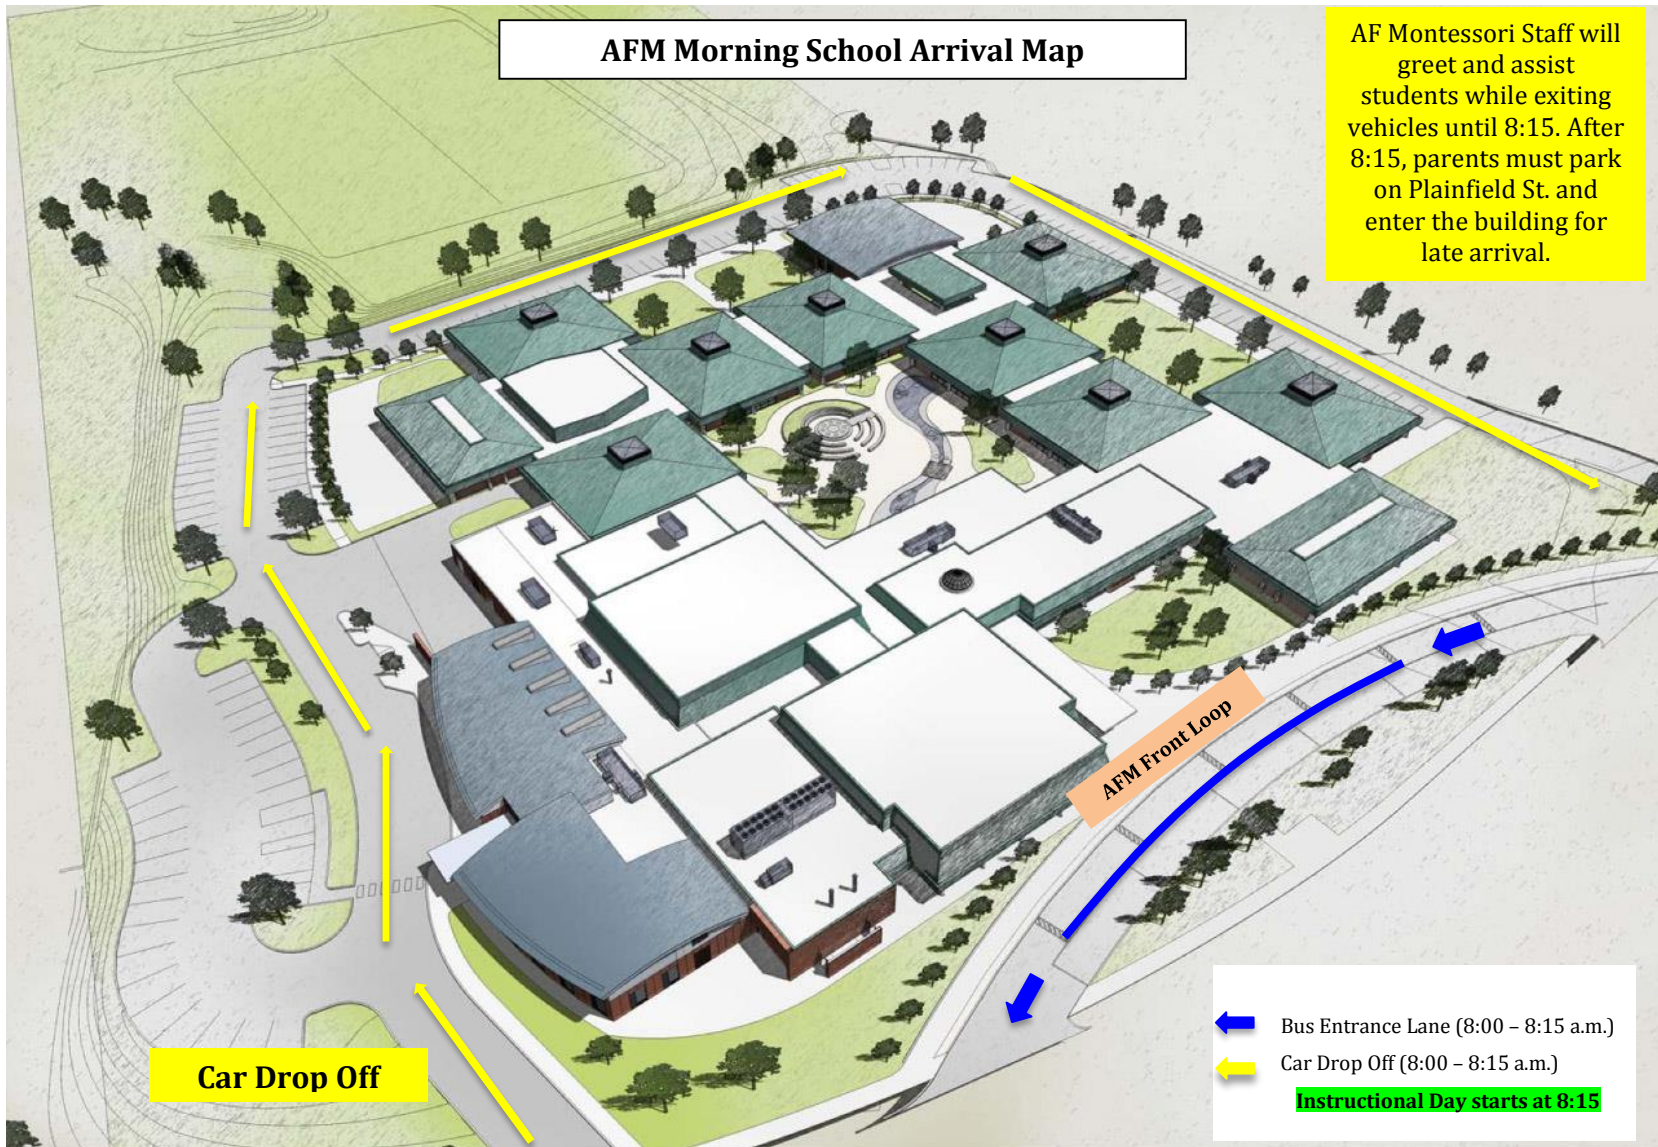 AFM Morning School Arrival Map
AF Montessori Staff will
greet and assist
students while exiting
vehicles until 8:15. After
8:15, parents must park
on Plainfield St. and
enter the building for
late arrival.
AFM Front Loop
Car Drop Off
Bus Entrance Lane (8:00 – 8:15 a.m.)
Car Drop Off (8:00 – 8:15 a.m.)
Instructional Day starts at 8:15